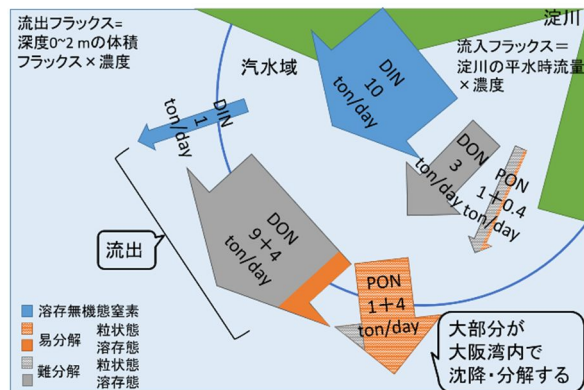 流出フラックス=
深度0~2 mの体積
フラックス×濃度
淀川
汽水域
流入フラックス=
淀川の平水時流量
×濃度
DIN
10
ton/day
DIN
1
ton/day
DON
3
ton/day
PON
1+0.4
ton/day
DON
9+4
ton/day
PON
1+4
ton/day
流出
大部分が
大阪湾内で
沈降・分解する
溶存無機態窒素
易分解
粒状態
溶存態
難分解
粒状態
溶存態